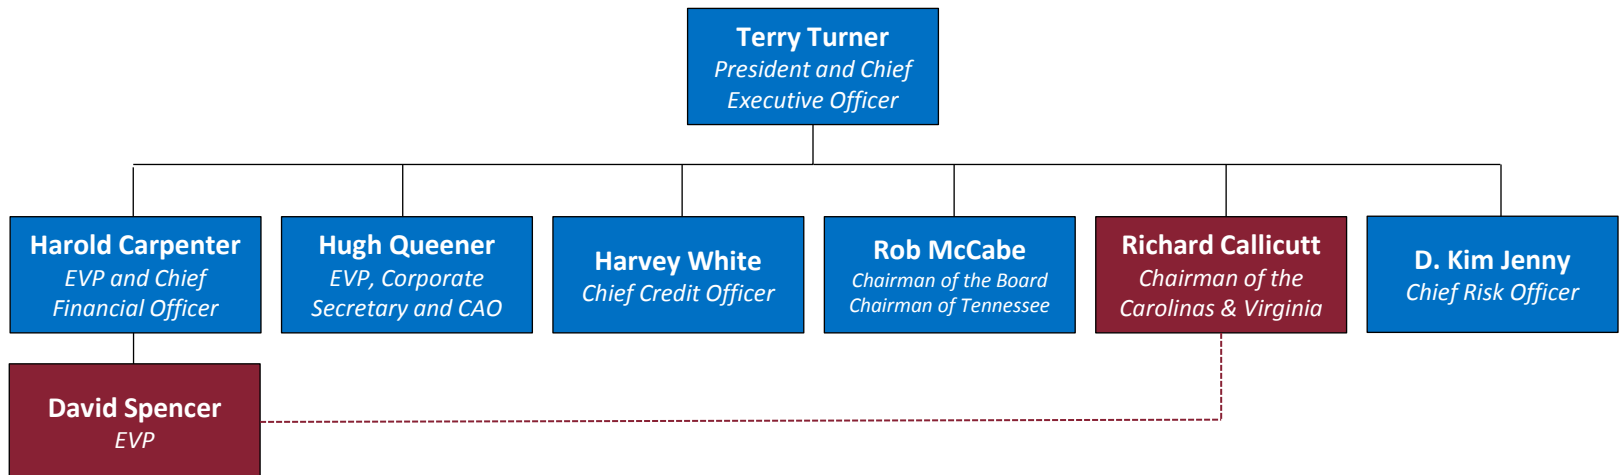 Terry Turner
President and Chief
Executive Officer
Harold Carpenter
EVP and Chief
Financial Officer
Hugh Queener
EVP, Corporate
Secretary and CAO
Harvey White
Chief Credit Officer
Rob McCabe
Chairman of the Board
Chairman of Tennessee
Richard Callicutt
Chairman of the
Carolinas & Virginia
D. Kim Jenny
Chief Risk Officer
David Spencer
EVP